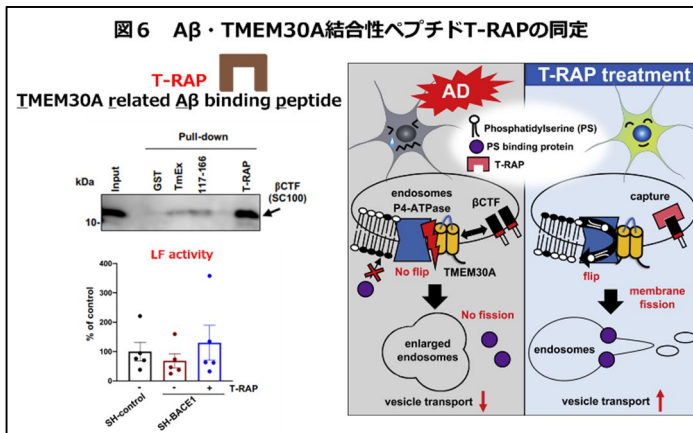 図６　Aβ・TMEM30A結合性ペプチドT-RAPの同定
T-RAP
TMEM30A related Aβ binding peptide
Pull-down
Input
GST
TmEx
117-166
T-RAP
kDa
10-
βCTF
(SC100)
LF activity
% of control
400
300
200
100
0
-
-
+
T-RAP
SH-control
SH-BACE1
AD
T-RAP treatment
Phosphatidylserine (PS)
PS binding protein
T-RAP
endosomes
P4-ATPase
βCTF
No flip
TMEM30A
No fission
enlarged
endosomes
vesicle transport
capture
flip
membrane
fission
endosomes
vesicle transport